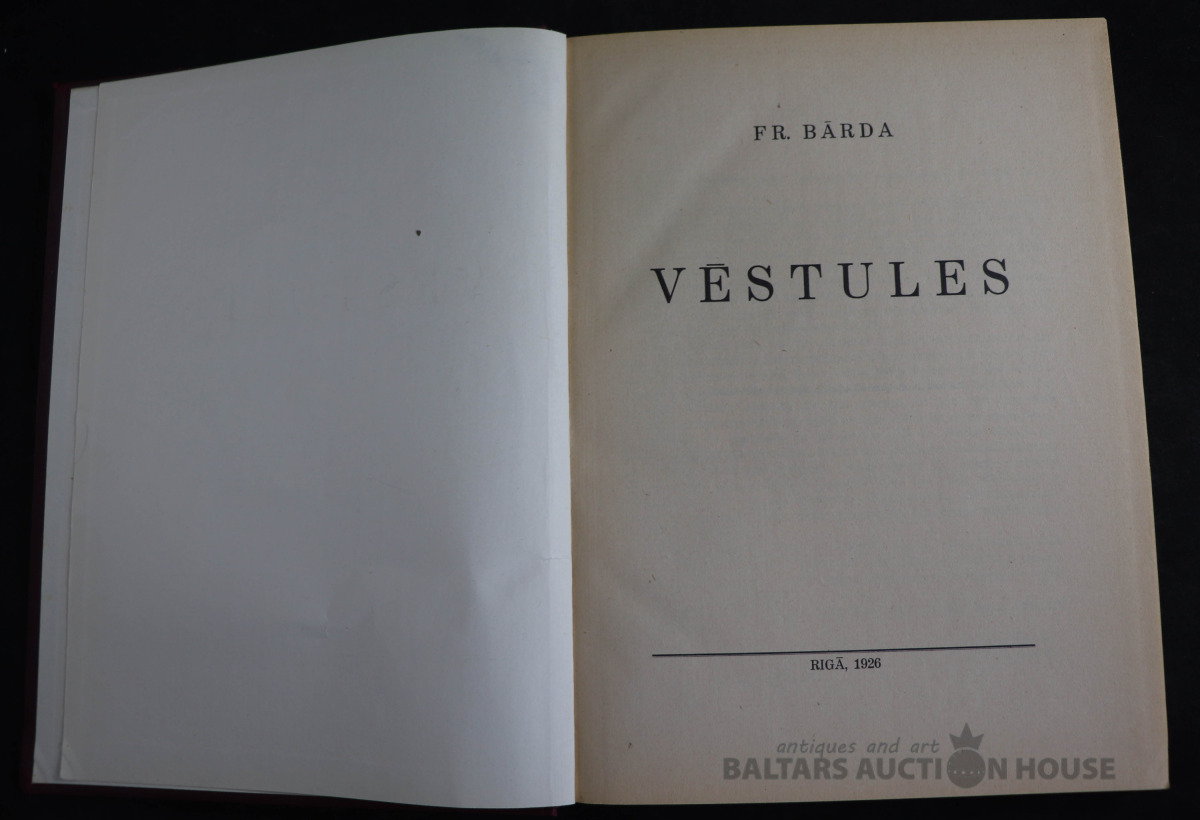 FR. BĀRDA
VĒSTULES
RIGĀ, 1926
antiques and art
BALTARS AUCTION HOUSE